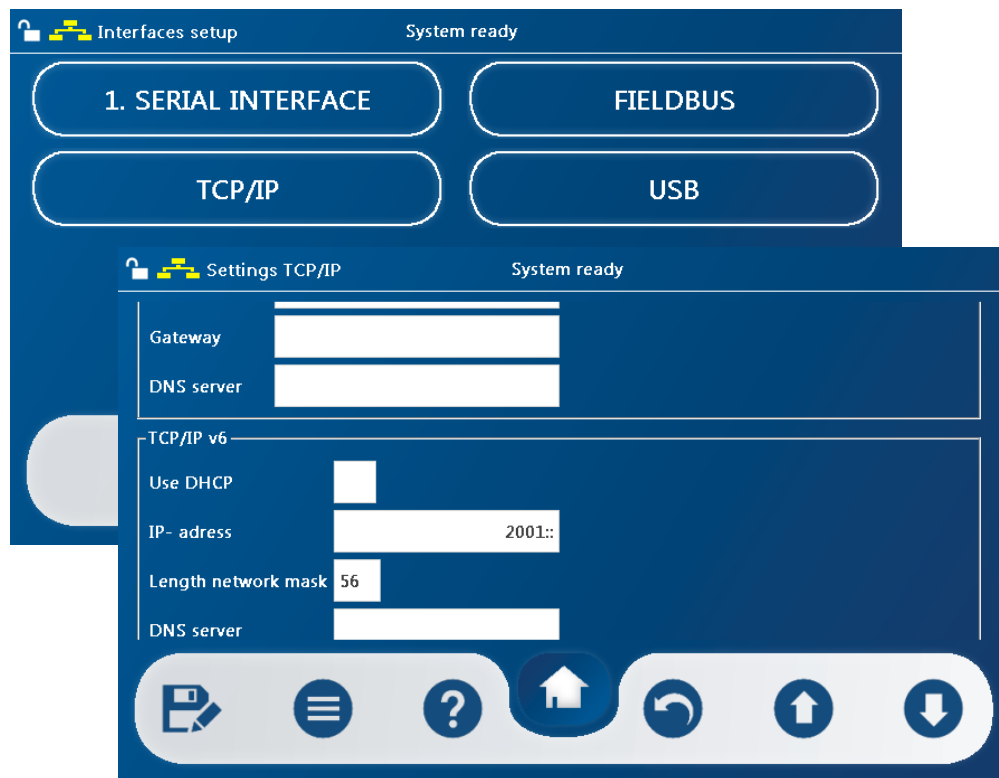 Interfaces setup System ready
1. SERIAL INTERFACE FIELDBUS
TCP/IP USB
Settings TCP/IP System ready
Gateway
DNS server
TCP/IP v6
Use DHCP
IP- adress 2001::
Length network mask 56
DNS server
?